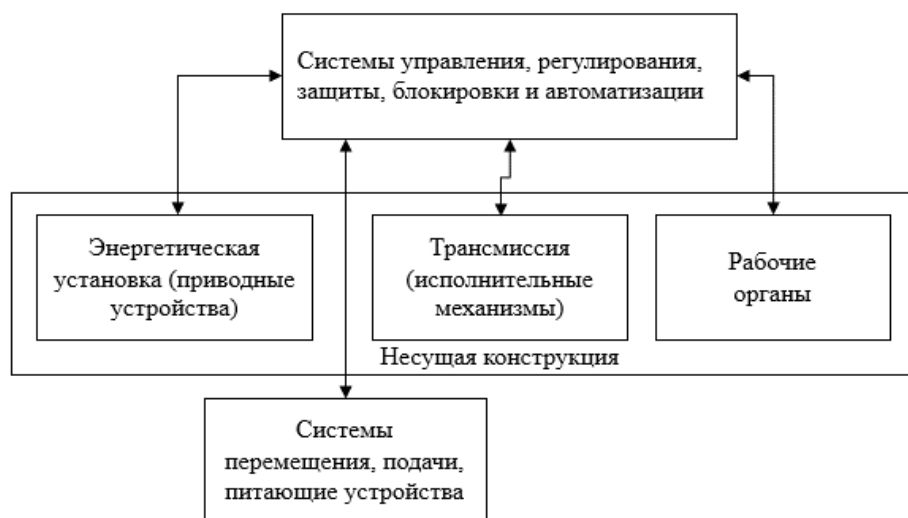 Системы управления, регулирования,
защиты, блокировки и автоматизации
Энергетическая
установка (приводные
устройства)
Трансмиссия
(исполнительные
механизмы)
Рабочие
органы
Несущая конструкция
Системы
перемещения, подачи,
питающие устройства